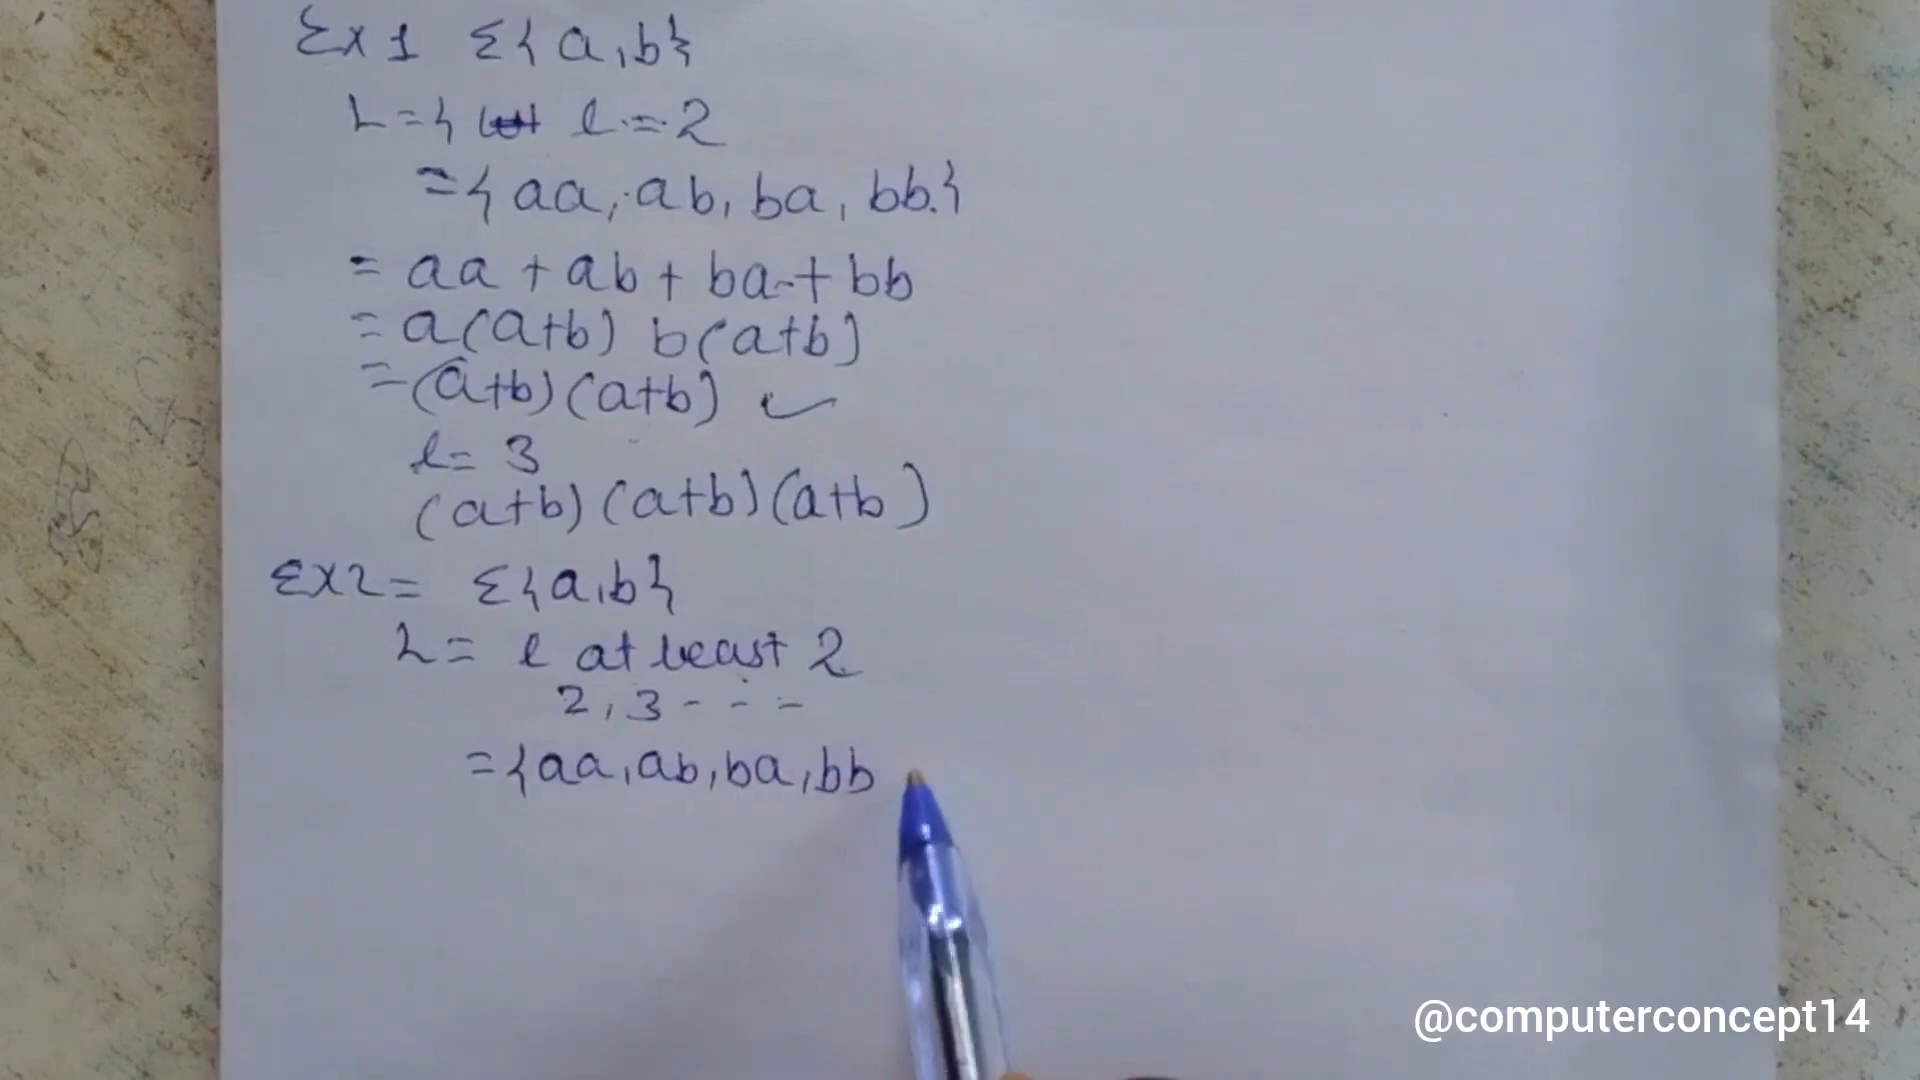 Ex 1 Σ{a,b}
L={ l=2
={aa, ab, ba, bb.}
= aa + ab + ba + bb
= a(a+b) b(a+b)
= (a+b)(a+b) ✓
l= 3
(a+b)(a+b)(a+b)
Ex2= Σ{a,b}
L= l at least 2
2, 3 - - -
={aa, ab, ba, bb
@computerconcept14